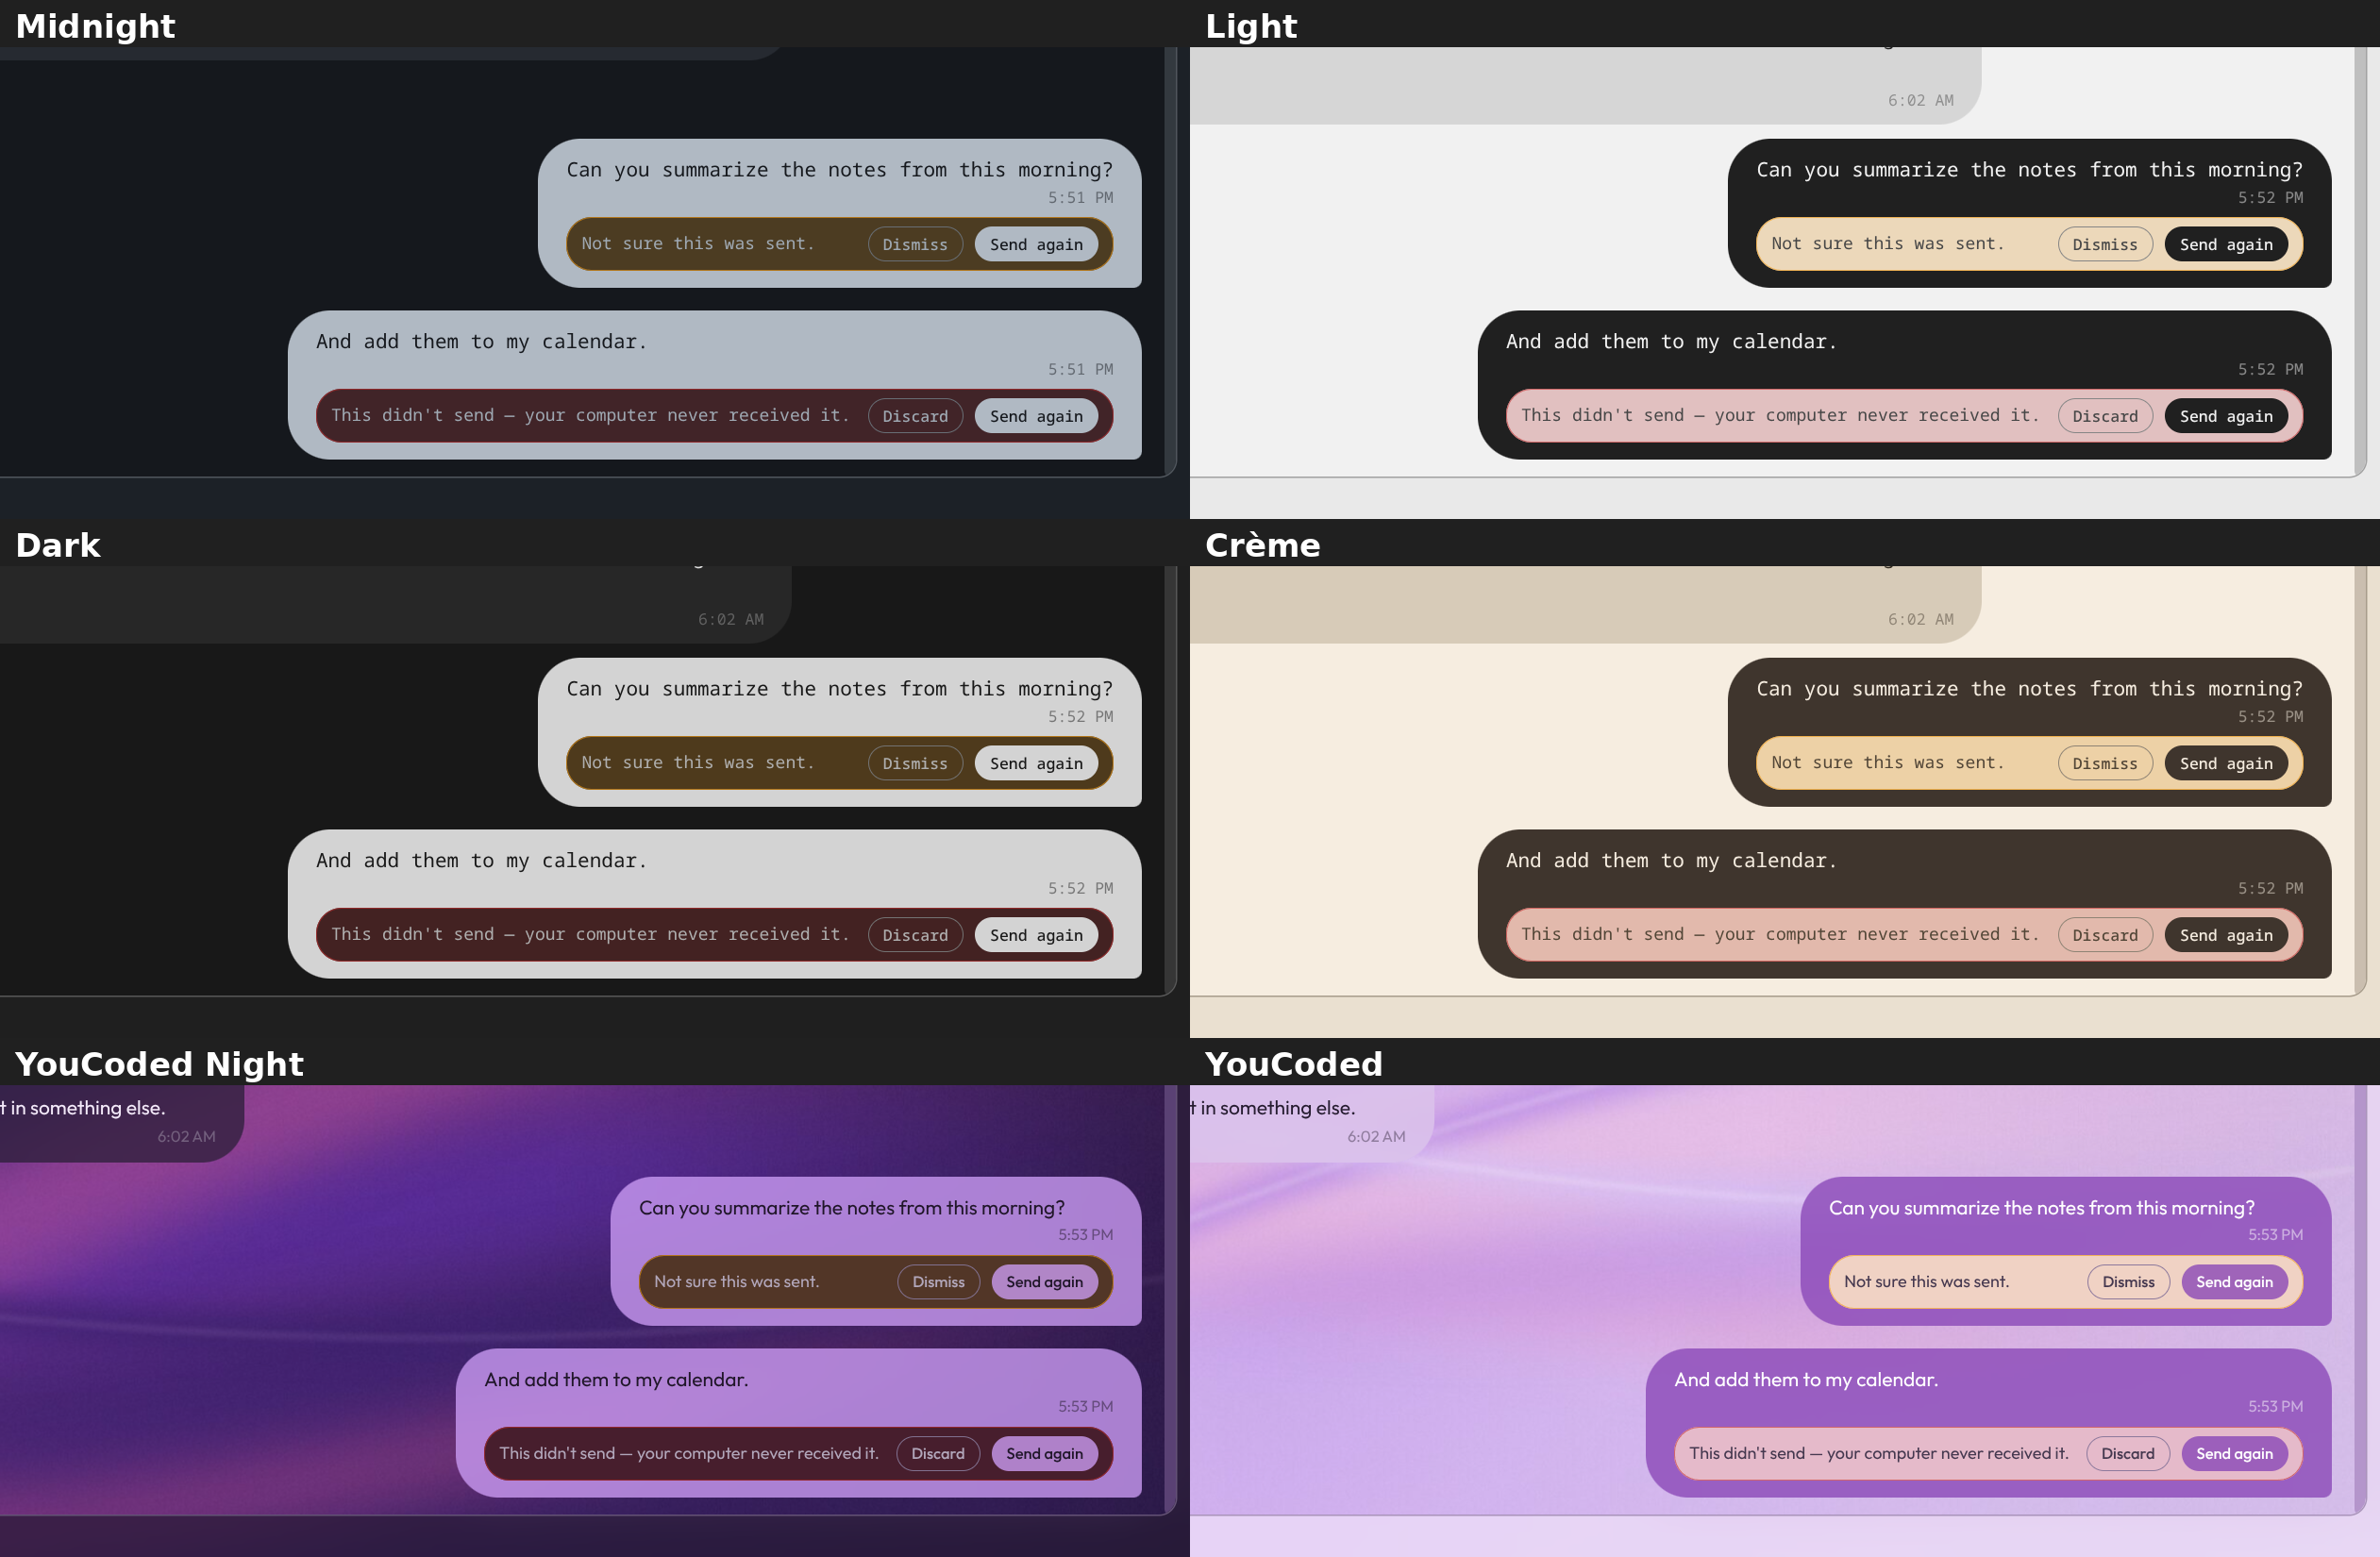 Midnight
Can you summarize the notes from this morning?
5:51 PM
Not sure this was sent. Dismiss Send again
And add them to my calendar.
5:51 PM
This didn't send — your computer never received it. Discard Send again
Light
6:02 AM
Can you summarize the notes from this morning?
5:52 PM
Not sure this was sent. Dismiss Send again
And add them to my calendar.
5:52 PM
This didn't send — your computer never received it. Discard Send again
Dark
6:02 AM
Can you summarize the notes from this morning?
5:52 PM
Not sure this was sent. Dismiss Send again
And add them to my calendar.
5:52 PM
This didn't send — your computer never received it. Discard Send again
Crème
6:02 AM
Can you summarize the notes from this morning?
5:52 PM
Not sure this was sent. Dismiss Send again
And add them to my calendar.
5:52 PM
This didn't send — your computer never received it. Discard Send again
YouCoded Night
t in something else.
6:02 AM
Can you summarize the notes from this morning?
5:53 PM
Not sure this was sent. Dismiss Send again
And add them to my calendar.
5:53 PM
This didn't send — your computer never received it. Discard Send again
YouCoded
t in something else.
6:02 AM
Can you summarize the notes from this morning?
5:53 PM
Not sure this was sent. Dismiss Send again
And add them to my calendar.
5:53 PM
This didn't send — your computer never received it. Discard Send again